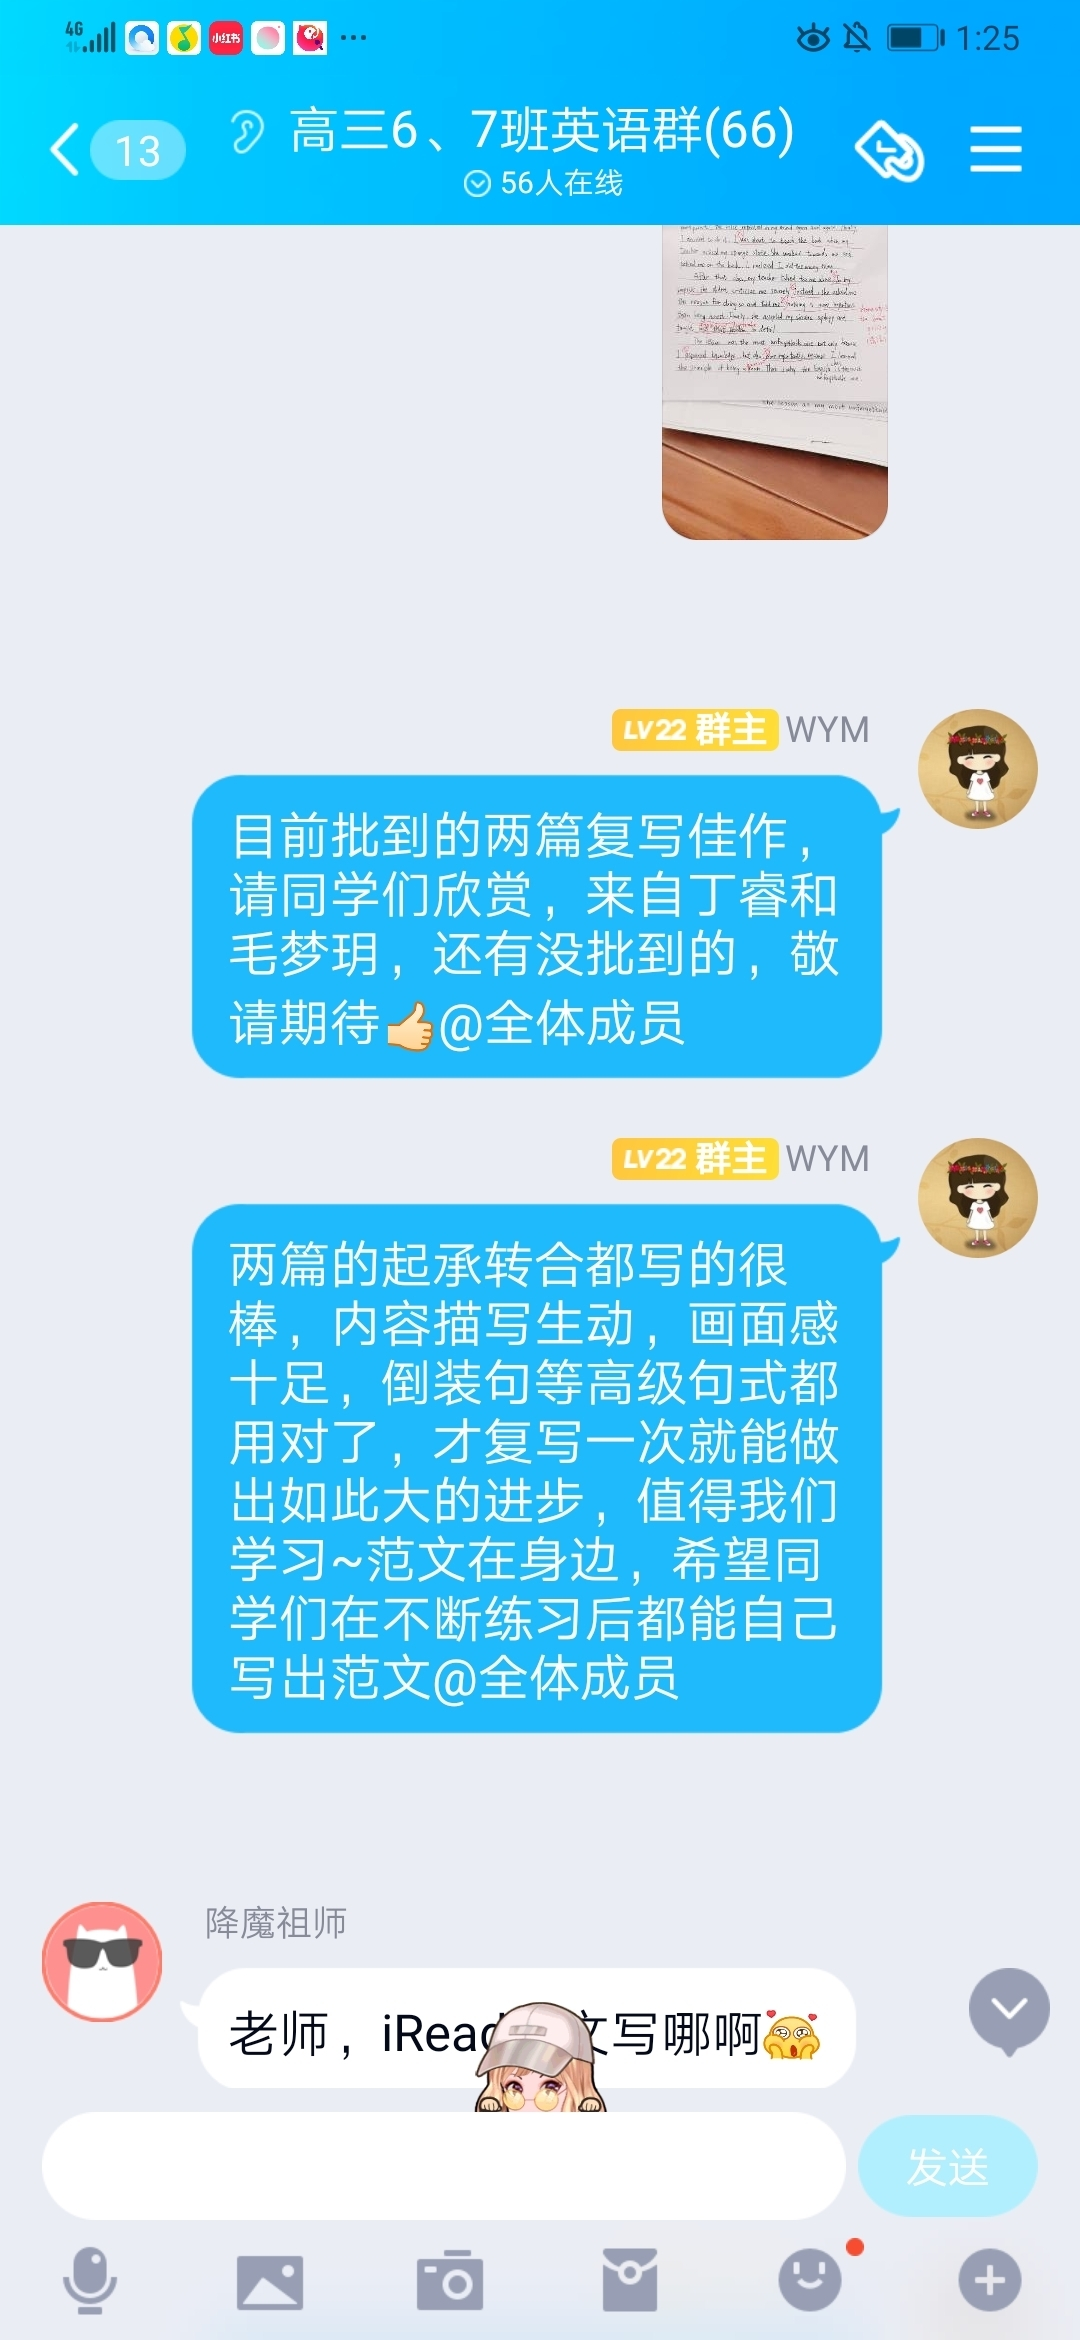 4G
小红书
1:25
13
高三6、7班英语群(66)
56人在线
LV22 群主 WYM
目前批到的两篇复写佳作，
请同学们欣赏，来自丁睿和
毛梦玥，还有没批到的，敬
请期待👍@全体成员
LV22 群主 WYM
两篇的起承转合都写的很
棒，内容描写生动，画面感
十足，倒装句等高级句式都
用对了，才复写一次就能做
出如此大的进步，值得我们
学习~范文在身边，希望同
学们在不断练习后都能自己
写出范文@全体成员
降魔祖师
老师，iRead 文写哪啊
发送